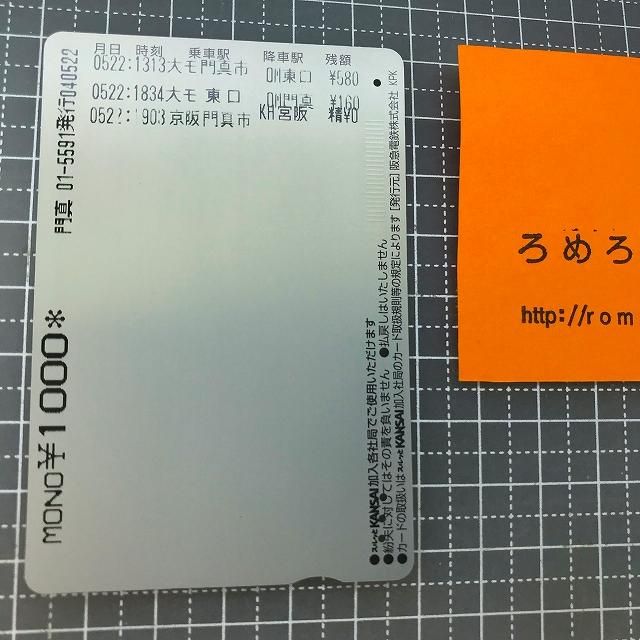 月日 時刻 乗車駅 降車駅 残額
0522:1313大モ門真市 0H東口 ¥580
0522:1834大モ 東口 0H門真 ¥160
0522:1903京阪門真市 KH宮阪 精¥0
門真 01-5591発行040522
MONO¥1000*
●スルッとKANSAI加入各社局でご使用いただけます
●紛失に対してはその責を負いません ●払戻しはいたしません
●カードの取扱いはスルッとKANSAI加入社局のカード取扱規則等の規定によります [発行元] 阪急電鉄株式会社 KPK
ろめろ
http://rom